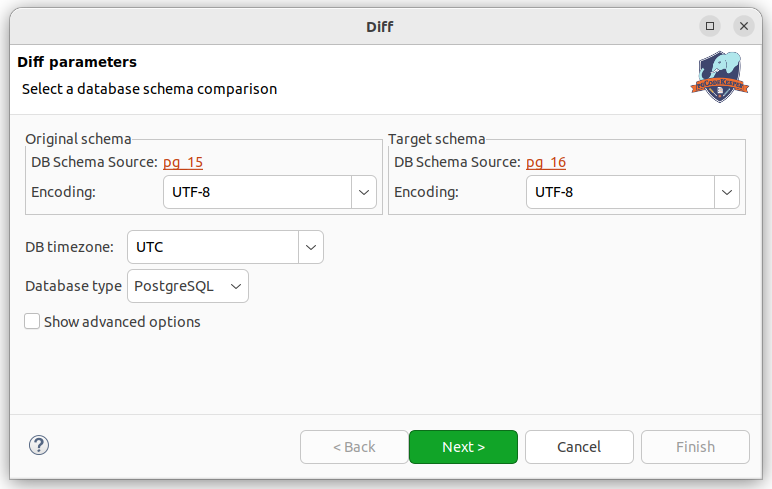 Diff
Diff parameters
Select a database schema comparison
PGCODEKEEPER
Original schema
DB Schema Source: pg_15
Encoding: UTF-8
Target schema
DB Schema Source: pg_16
Encoding: UTF-8
DB timezone: UTC
Database type PostgreSQL
Show advanced options
?
< Back
Next >
Cancel
Finish